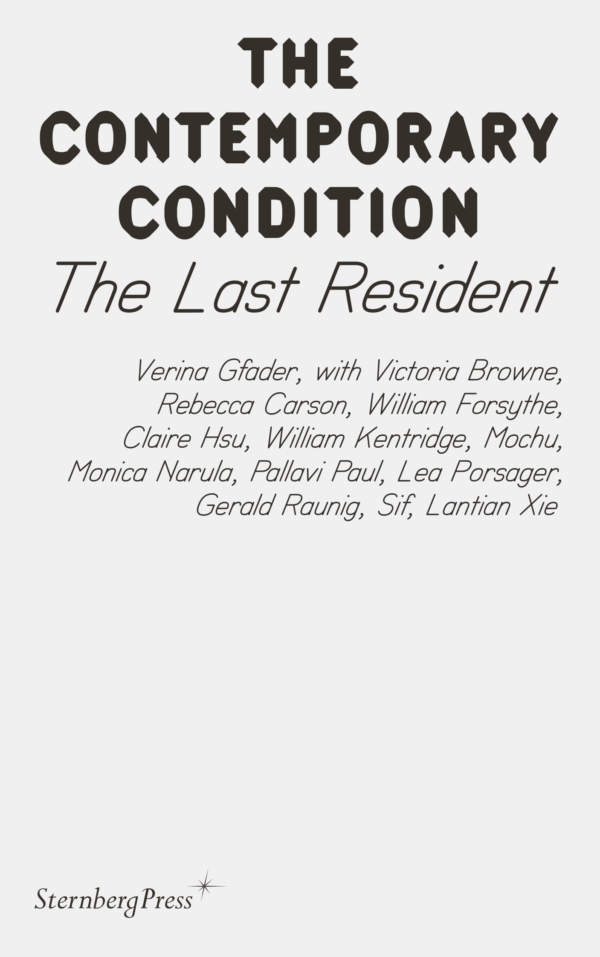 THE
CONTEMPORARY
CONDITION
The Last Resident
Verina Gfader, with Victoria Browne,
Rebecca Carson, William Forsythe,
Claire Hsu, William Kentridge, Mochu,
Monica Narula, Pallavi Paul, Lea Porsager,
Gerald Raunig, Sif, Lantian Xie
SternbergPress